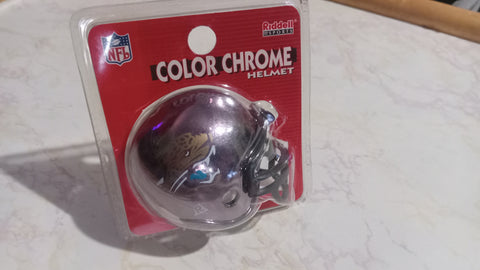 NFL
Riddell
SPORTS
COLOR CHROME
HELMET